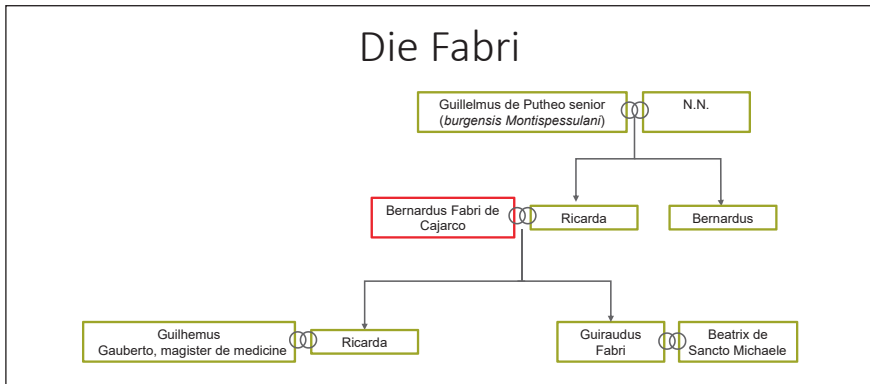 Die Fabri
Guillelmus de Putheo senior
(burgensis Montispessulani)
N.N.
Bernardus Fabri de
Cajarco
Ricarda
Bernardus
Guilhemus
Gauberto, magister de medicine
Ricarda
Guiraudus
Fabri
Beatrix de
Sancto Michaele